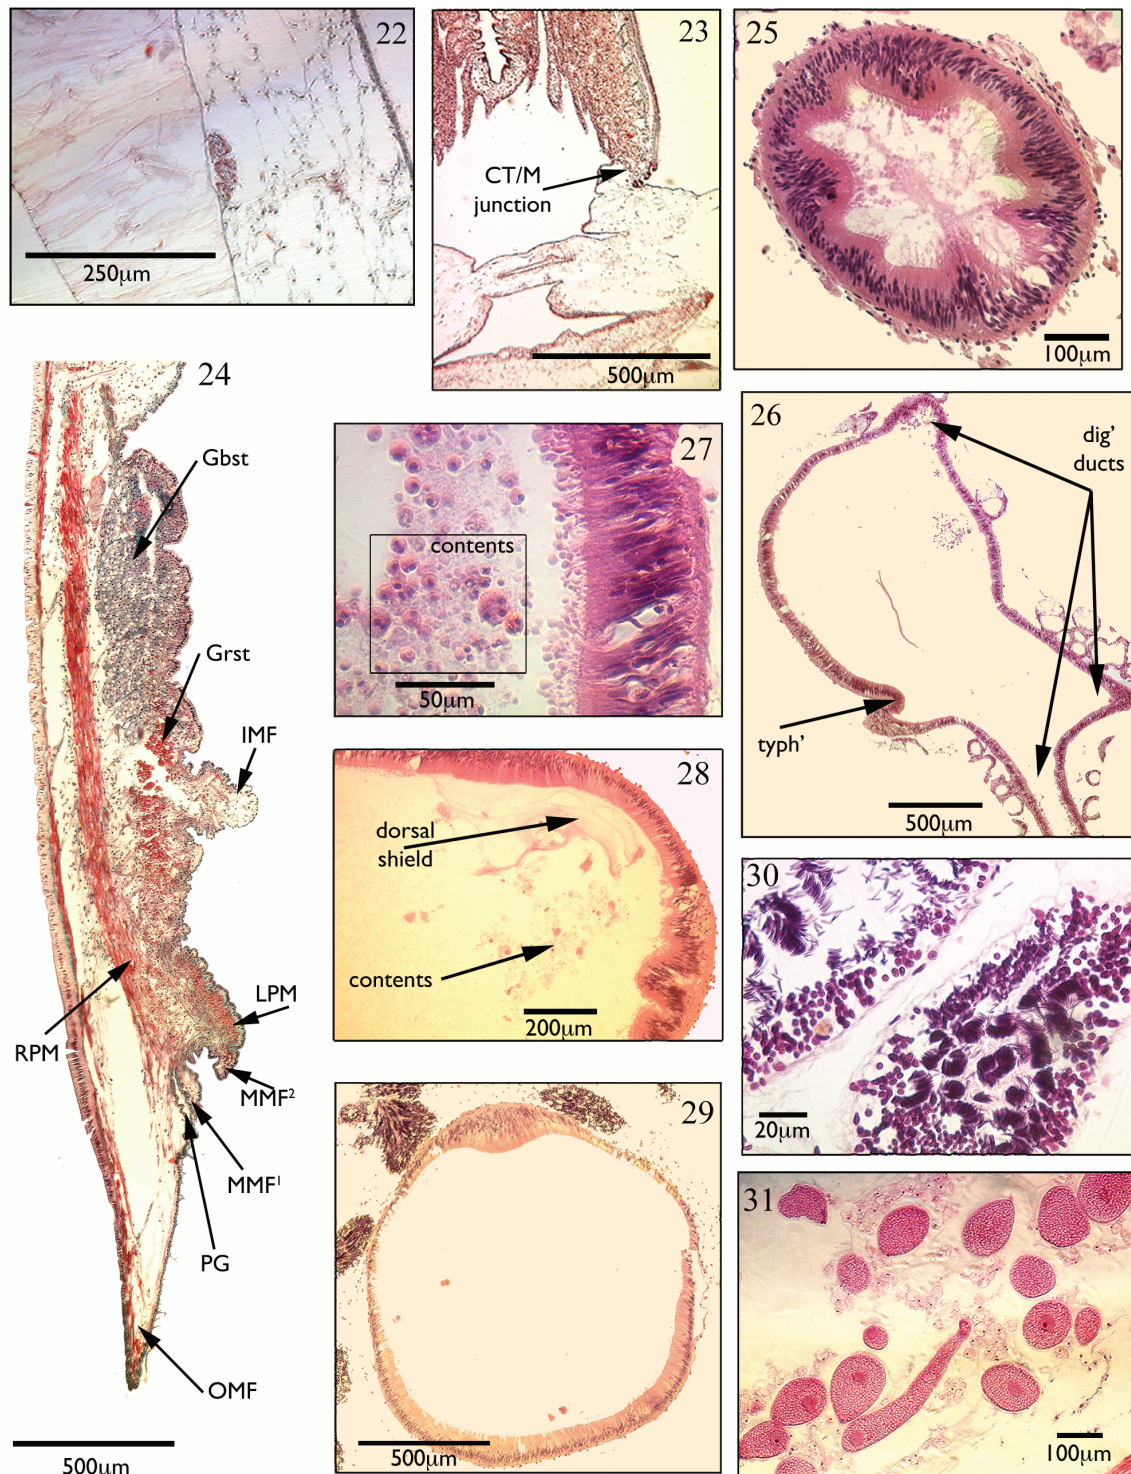 22
250µm
23
CT/M
junction
500µm
25
100µm
24
Gbst
Grst
IMF
RPM
LPM
MMF²
MMF¹
PG
OMF
500µm
27
contents
50µm
26
dig’
ducts
typh’
500µm
28
dorsal
shield
contents
200µm
29
500µm
30
20µm
31
100µm